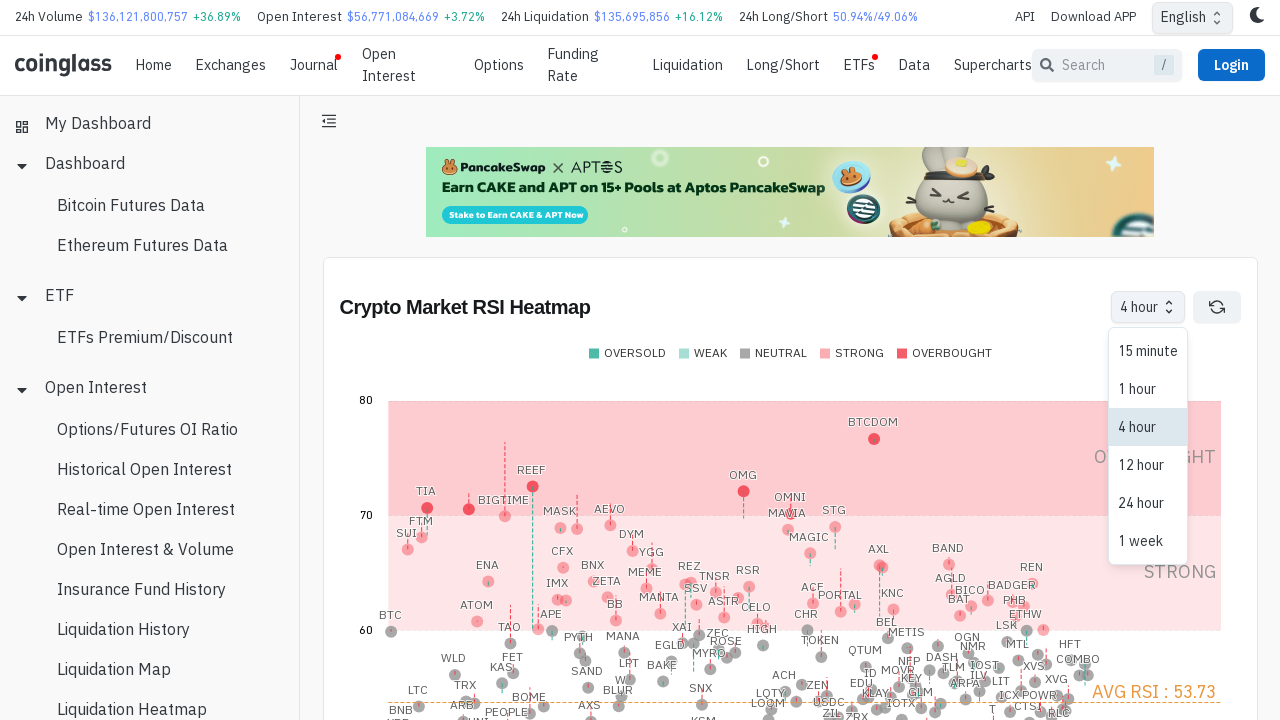 24h Volume $136,121,800,757 +36.89% Open Interest $56,771,084,669 +3.72% 24h Liquidation $135,695,856 +16.12% 24h Long/Short 50.94%/49.06% API Download APP English
coinglass Home Exchanges Journal Open Interest Options Funding Rate Liquidation Long/Short ETFs Data Supercharts Search / Login
My Dashboard
Dashboard
Bitcoin Futures Data
Ethereum Futures Data
ETF
ETFs Premium/Discount
Open Interest
Options/Futures OI Ratio
Historical Open Interest
Real-time Open Interest
Open Interest & Volume
Insurance Fund History
Liquidation History
Liquidation Map
Liquidation Heatmap
PancakeSwap × APTOS
Earn CAKE and APT on 15+ Pools at Aptos PancakeSwap
Stake to Earn CAKE & APT Now
Crypto Market RSI Heatmap
4 hour
15 minute
1 hour
4 hour
12 hour
24 hour
1 week
OVERSOLD WEAK NEUTRAL STRONG OVERBOUGHT
80
BTCDOM
REEF OMG
TIA BIGTIME OMNI
70 FTM MASK AEVO MAVIA STG
SUI DYM MAGIC
CFX YGG AXL BAND
ENA BNX MEME REZ TNSR RSR REN STRONG
IMX ZETA SSV ACE AGLD BADGER
ATOM BB MANTA ASTR CELO PORTAL KNC BAT BICO PHB
BTC APE CHR ETHW
60 TAO PYTH MANA XAI ZEC HIGH BEL METIS LSK
EGLD ROSE TOKEN OGN MTL HFT
WLD FET MYRO QTUM NMR
KAS SAND LPT BAKE NFP DASH IOST XVS COMBO
ACH ID MOVR TLM ILV
LTC TRX BLUR SNX ZEN EDU KEY ARPA LIT XVG
BOME LOTY USDC KLAY GLM ICX POWR AVG RSI : 53.73
BNB ARB PEOPLE AXS LOOM ZIL ZRX IOTX T CTSI